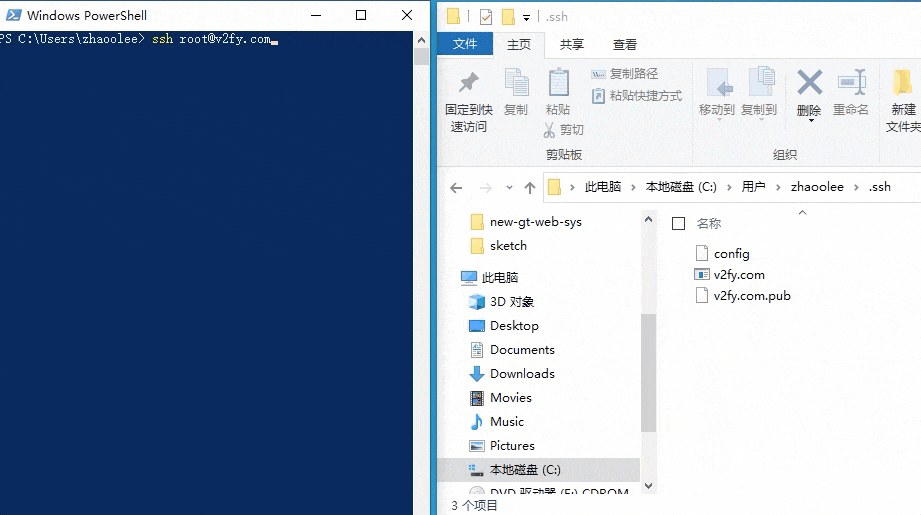 Windows PowerShell
PS C:\Users\zhaoolee> ssh root@v2fy.com
.ssh
文件 主页 共享 查看
固定到快速访问
复制
粘贴
复制路径
粘贴快捷方式
剪切
剪贴板
移动到
复制到
删除
重命名
组织
新建
文件夹
此电脑 本地磁盘 (C:) 用户 zhaoolee .ssh
new-gt-web-sys
sketch
此电脑
3D 对象
Desktop
Documents
Downloads
Movies
Music
Pictures
本地磁盘 (C:)
DVD 驱动器 (E:) CDROM
名称
config
v2fy.com
v2fy.com.pub
3 个项目